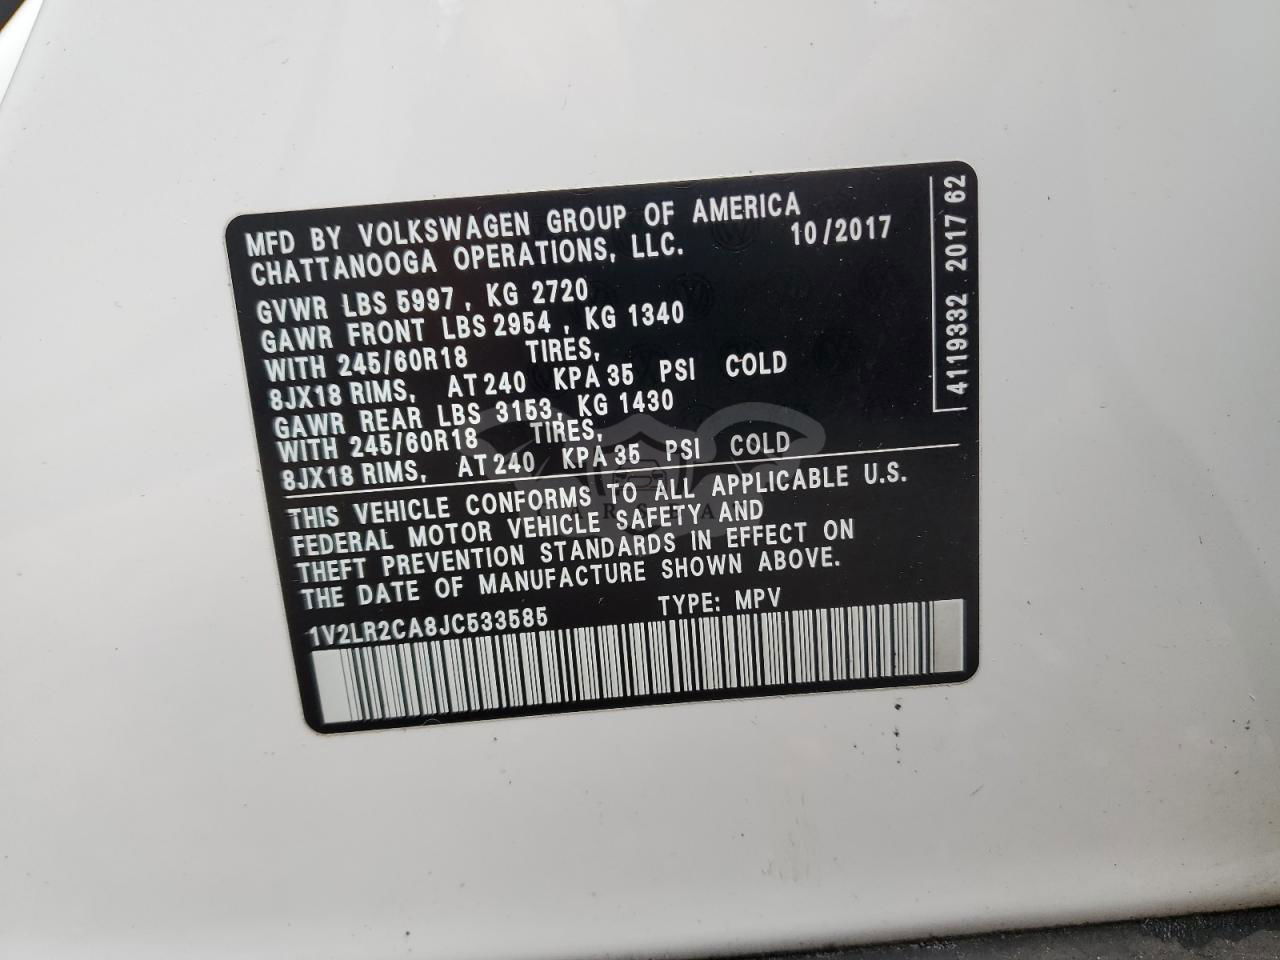 MFD BY VOLKSWAGEN GROUP OF AMERICA
CHATTANOOGA OPERATIONS, LLC. 10/2017
GVWR LBS 5997, KG 2720
GAWR FRONT LBS 2954, KG 1340
WITH 245/60R18 TIRES,
8JX18 RIMS, AT 240 KPA 35 PSI COLD
GAWR REAR LBS 3153, KG 1430
WITH 245/60R18 TIRES,
8JX18 RIMS, AT 240 KPA 35 PSI COLD
THIS VEHICLE CONFORMS TO ALL APPLICABLE U.S.
FEDERAL MOTOR VEHICLE SAFETY AND
THEFT PREVENTION STANDARDS IN EFFECT ON
THE DATE OF MANUFACTURE SHOWN ABOVE.
1V2LR2CA8JC533585 TYPE: MPV
4119332 2017 62